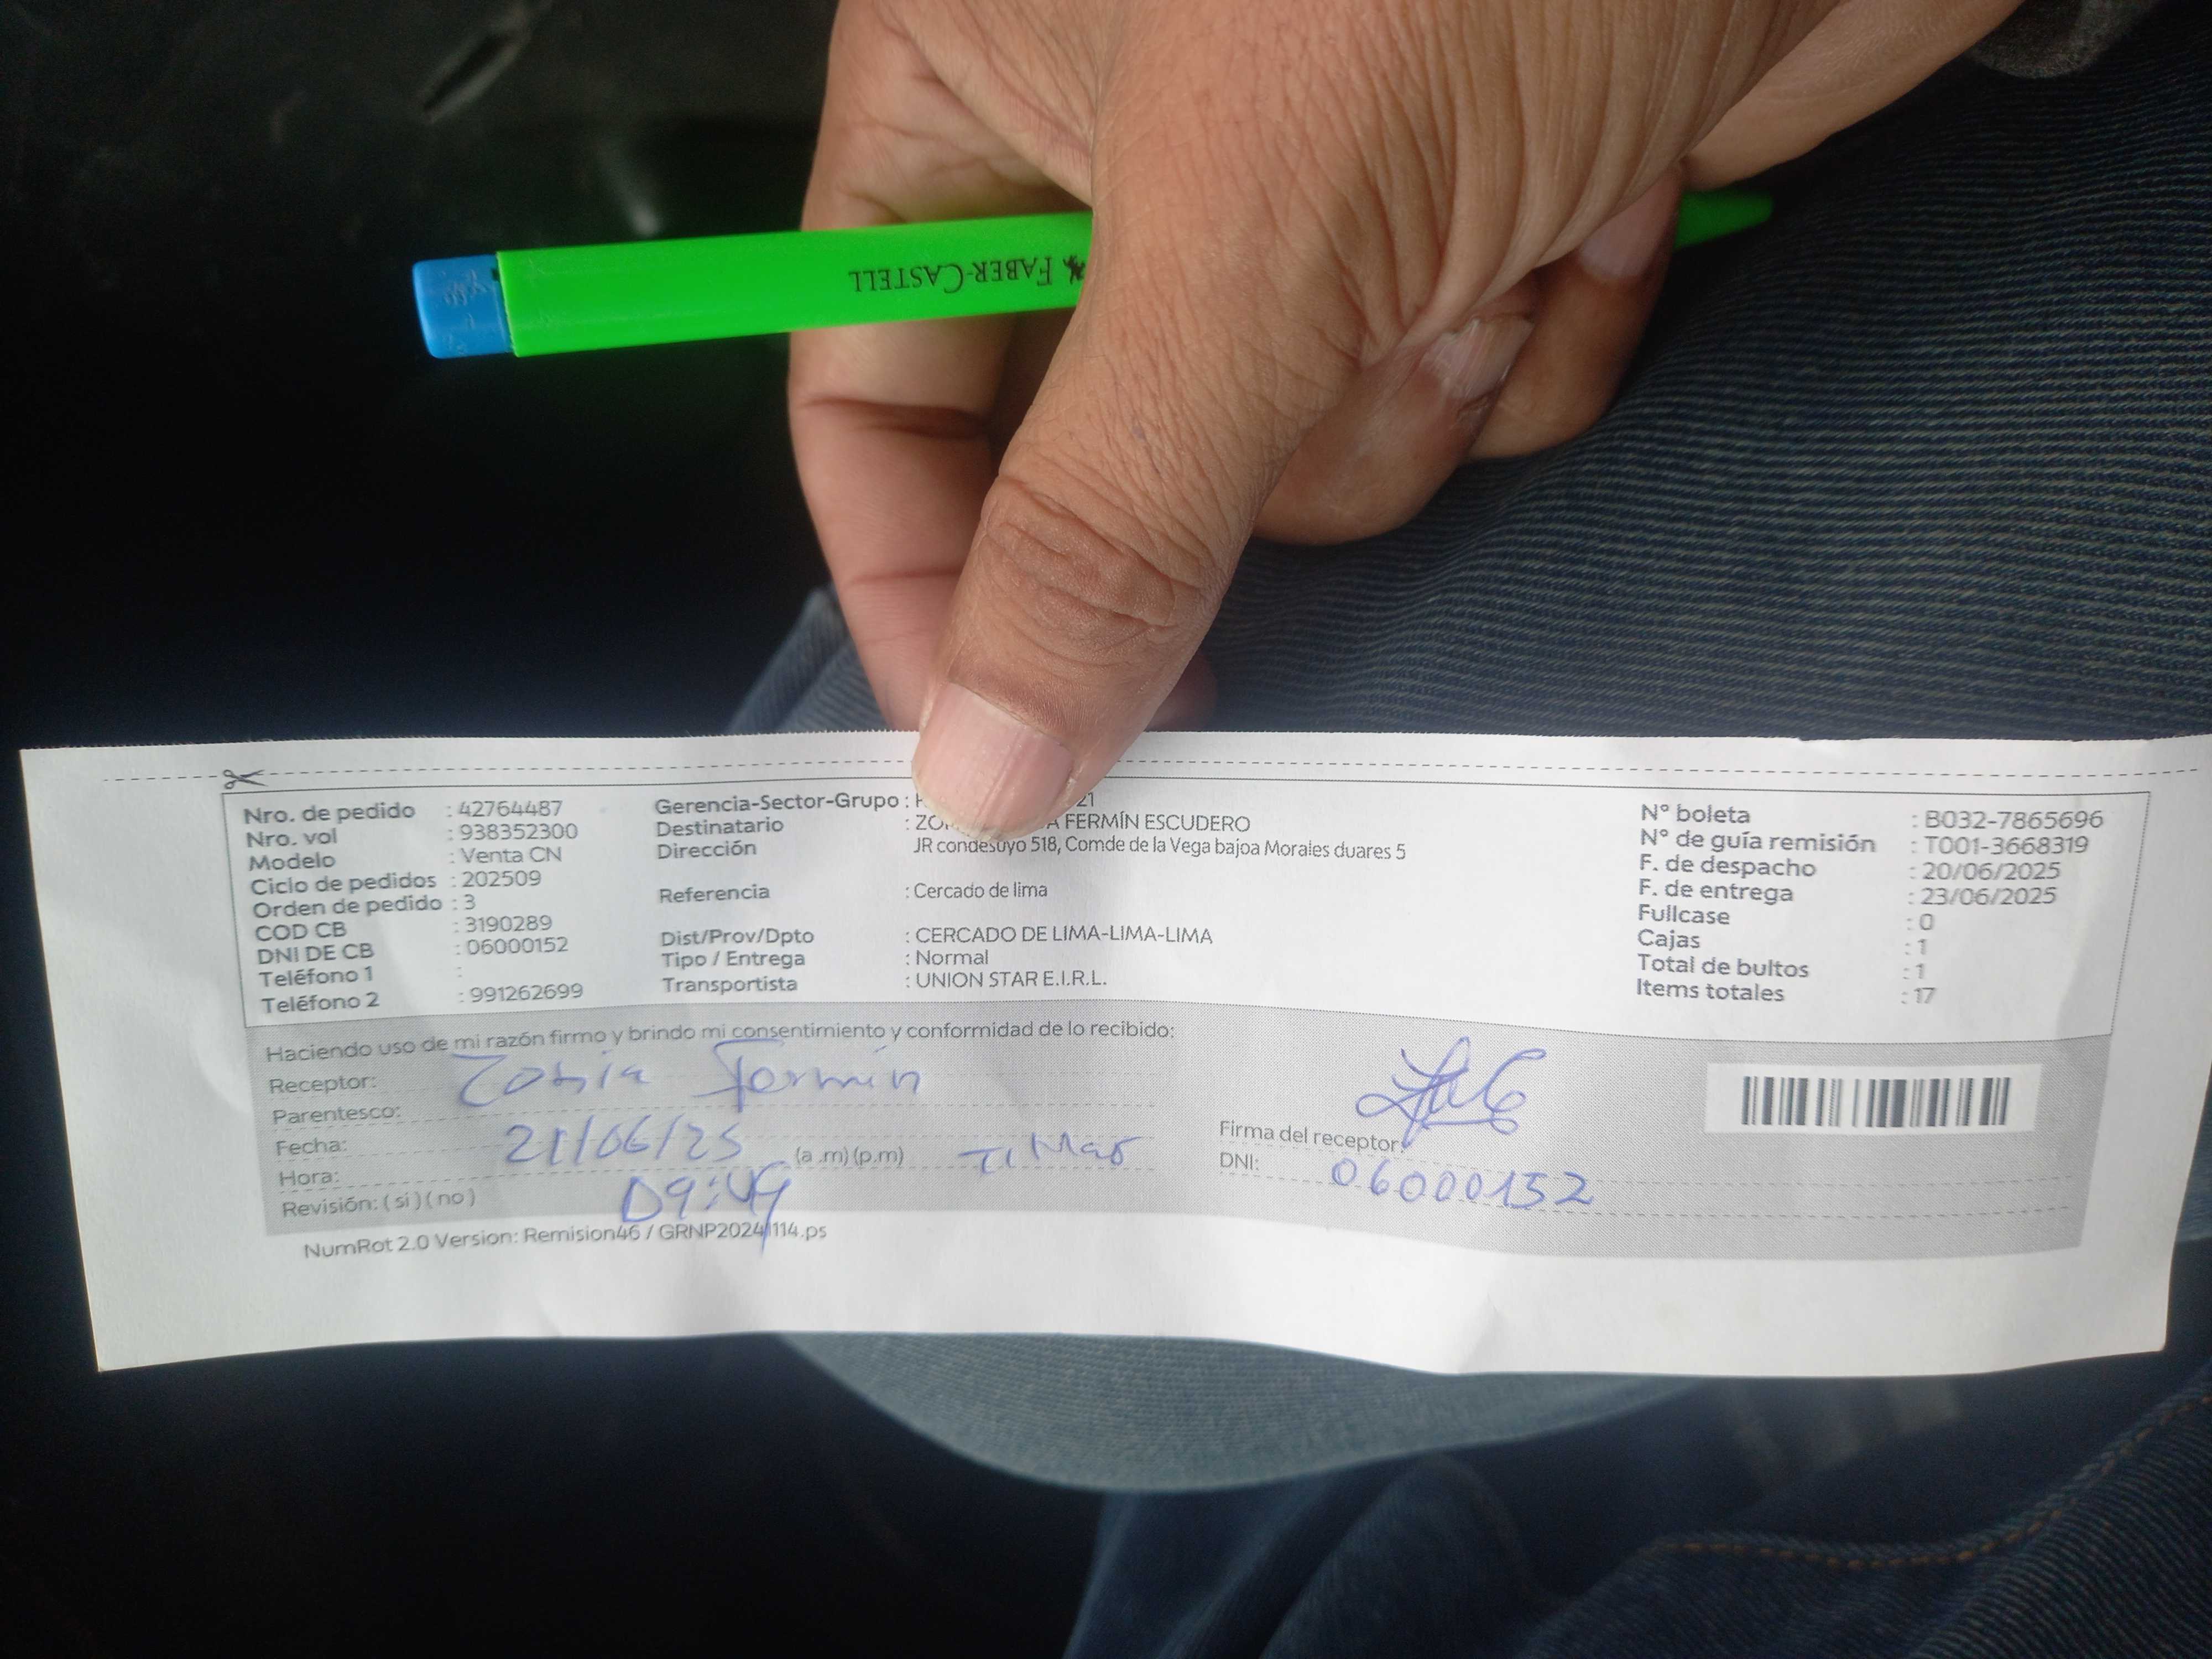 FABER-CASTELL
Nro. de pedido : 42764487
Nro. vol : 938352300
Modelo : Venta CN
Ciclo de pedidos : 202509
Orden de pedido : 3
COD CB : 3190289
DNI DE CB : 06000152
Teléfono 1 :
Teléfono 2 : 991262699
Gerencia-Sector-Grupo : 21
Destinatario : FERMÍN ESCUDERO
Dirección JR condesuyo 518, Comde de la Vega bajoa Morales duares 5
Referencia : Cercado de lima
Dist/Prov/Dpto : CERCADO DE LIMA-LIMA-LIMA
Tipo / Entrega : Normal
Transportista : UNION STAR E.I.R.L.
N° boleta : B032-7865696
N° de guía remisión : T001-3668319
F. de despacho : 20/06/2025
F. de entrega : 23/06/2025
Fullcase : 0
Cajas : 1
Total de bultos : 1
Items totales : 17
Haciendo uso de mi razón firmo y brindo mi consentimiento y conformidad de lo recibido:
Receptor: Fermin
Parentesco:
Fecha: 21/06/25
Hora: 09:49 (a .m) (p.m)
Revisión: ( si ) ( no )
Firma del receptor:
DNI: 06000152
NumRot 2.0 Version: Remision46 / GRNP2024114.ps